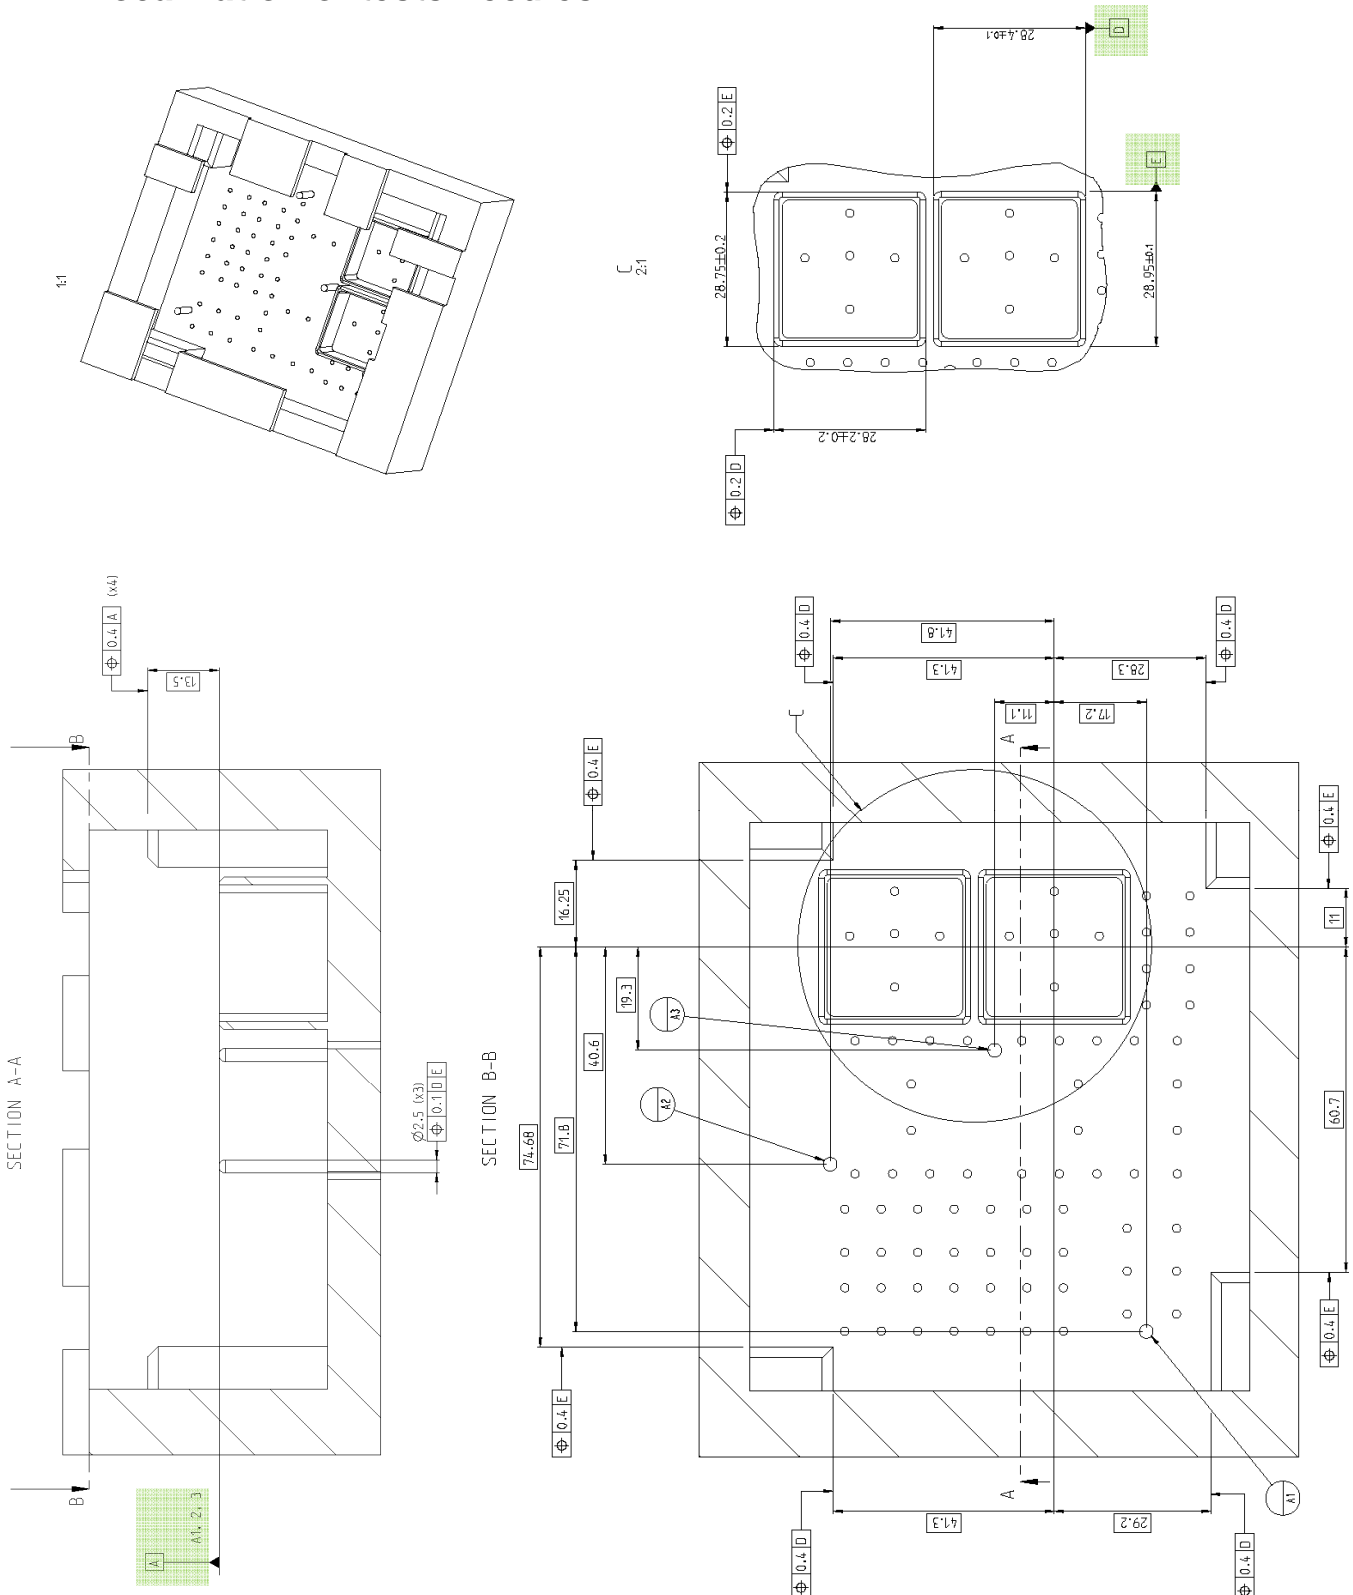 28.4±0.1
D
⌖ 0.2 E
E
1:1
C
2:1
28.75±0.2
28.95±0.1
28.2±0.2
⌖ 0.2 D
⌖ 0.4 A (x4)
13.5
B
SECTION A-A
Ø2.5 (x3)
⌖ 0.1 D E
B
A
A1, 2, 3
SECTION B-B
⌖ 0.4 D
41.8
⌖ 0.4 D
41.3
28.3
11.1
17.2
C
A
⌖ 0.4 E
⌖ 0.4 E
16.25
11
19.3
A3
40.6
A2
74.68
71.8
60.7
⌖ 0.4 E
⌖ 0.4 E
A
A1
41.3
29.2
⌖ 0.4 D
⌖ 0.4 D